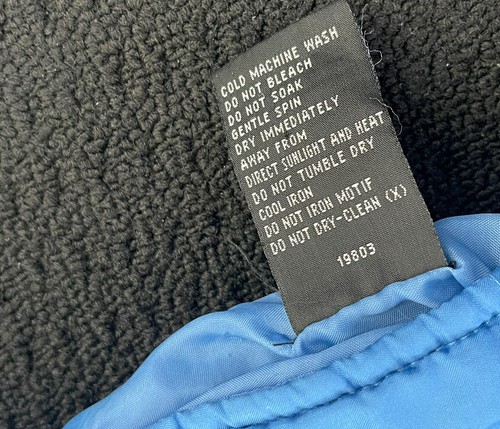 COLD MACHINE WASH
DO NOT BLEACH
DO NOT SOAK
GENTLE SPIN
DRY IMMEDIATELY
AWAY FROM
DIRECT SUNLIGHT AND HEAT
DO NOT TUMBLE DRY
COOL IRON
DO NOT IRON MOTIF
DO NOT DRY-CLEAN (X)
19803